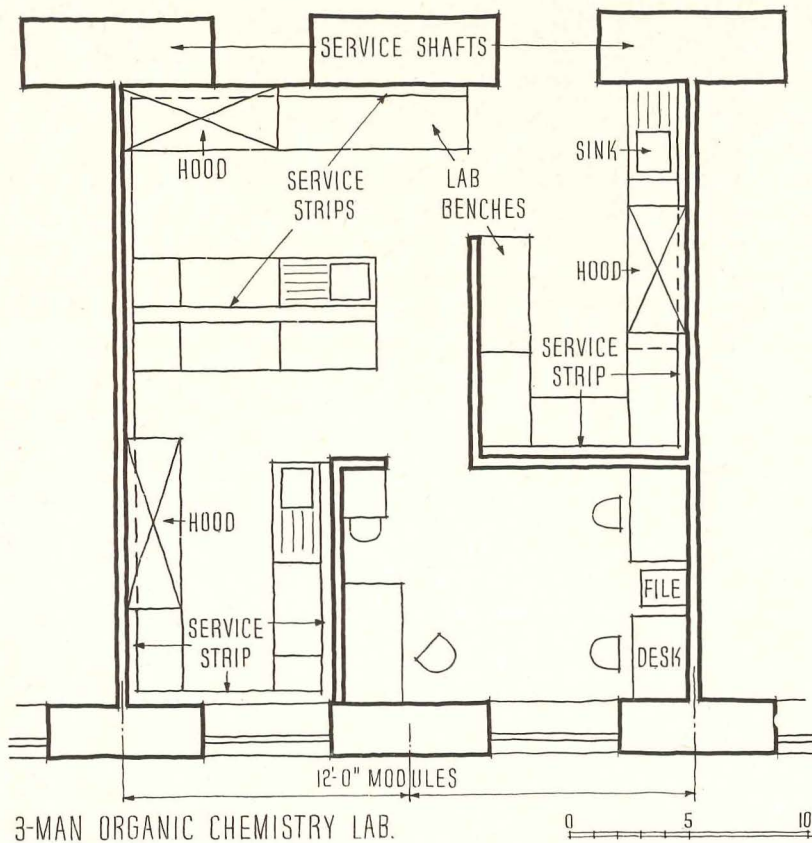 SERVICE SHAFTS
HOOD
SERVICE
STRIPS
LAB
BENCHES
SINK
HOOD
SERVICE
STRIP
HOOD
FILE
SERVICE
STRIP
DESK
12'-0" MODULES
3-MAN ORGANIC CHEMISTRY LAB.
0 5 10